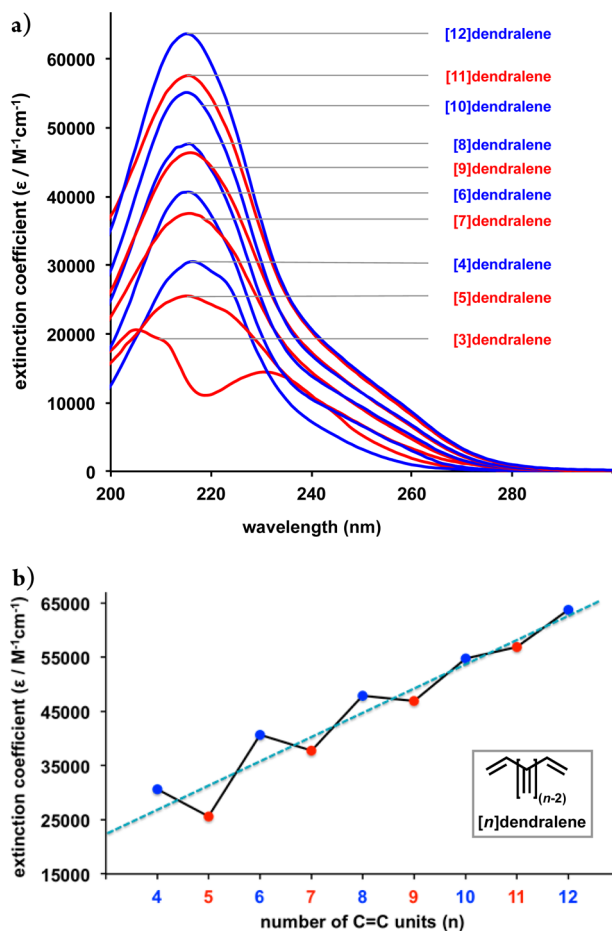 a)
extinction coefficient (ε / M⁻¹cm⁻¹)
60000
50000
40000
30000
20000
10000
0
[12]dendralene
[11]dendralene
[10]dendralene
[8]dendralene
[9]dendralene
[6]dendralene
[7]dendralene
[4]dendralene
[5]dendralene
[3]dendralene
200 220 240 260 280
wavelength (nm)
b)
extinction coefficient (ε / M⁻¹cm⁻¹)
65000
55000
45000
35000
25000
15000
(n-2)
[n]dendralene
4 5 6 7 8 9 10 11 12
number of C=C units (n)